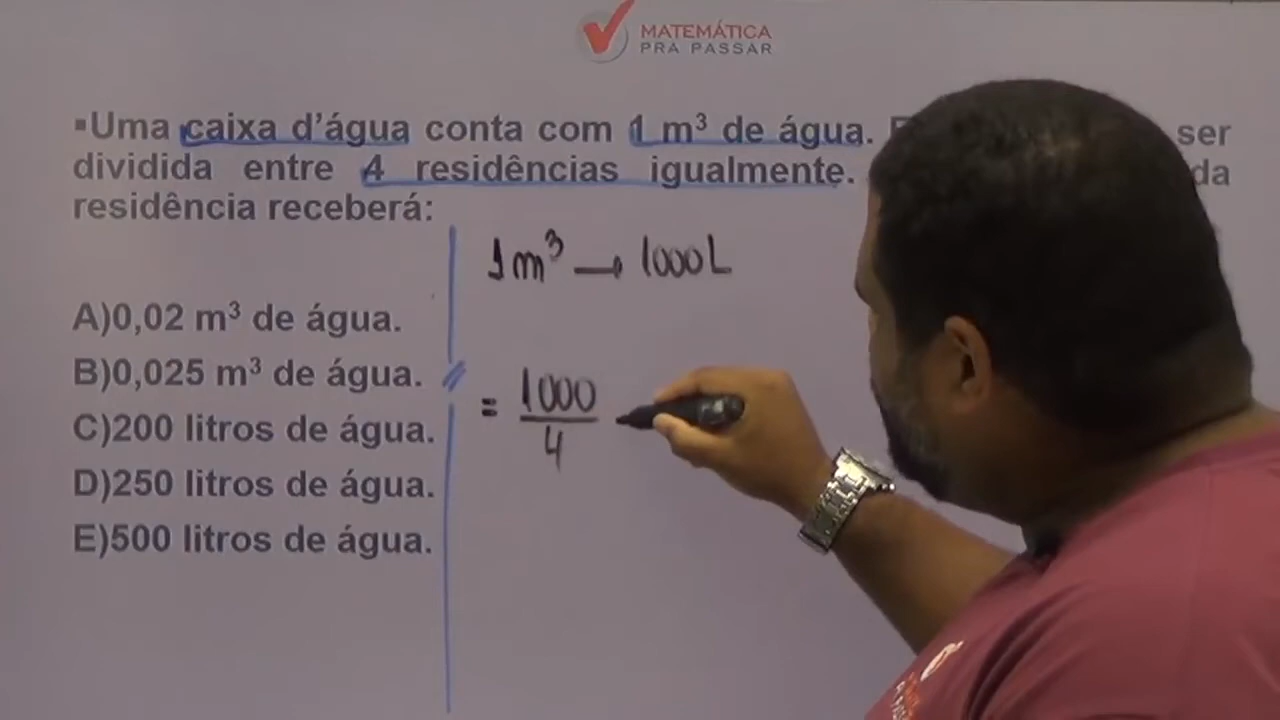 MATEMÁTICA
PRA PASSAR
▪Uma caixa d'água conta com 1 m³ de água. ser
dividida entre 4 residências igualmente. da
residência receberá:
1m³ → 1000L
A)0,02 m³ de água.
B)0,025 m³ de água.
= 1000
4
C)200 litros de água.
D)250 litros de água.
E)500 litros de água.